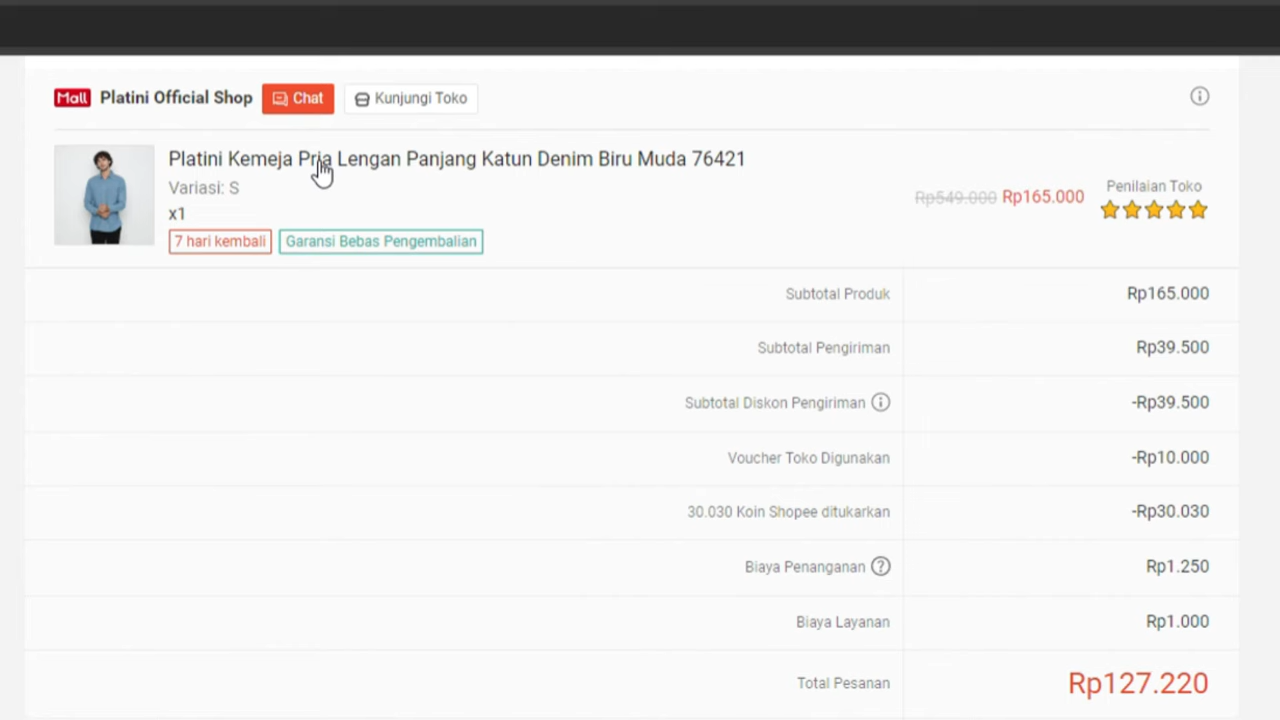 Mall Platini Official Shop Chat Kunjungi Toko
Platini Kemeja Pria Lengan Panjang Katun Denim Biru Muda 76421
Variasi: S
x1
Rp549.000 Rp165.000
Penilaian Toko
7 hari kembali Garansi Bebas Pengembalian
Subtotal Produk Rp165.000
Subtotal Pengiriman Rp39.500
Subtotal Diskon Pengiriman -Rp39.500
Voucher Toko Digunakan -Rp10.000
30.030 Koin Shopee ditukarkan -Rp30.030
Biaya Penanganan Rp1.250
Biaya Layanan Rp1.000
Total Pesanan Rp127.220